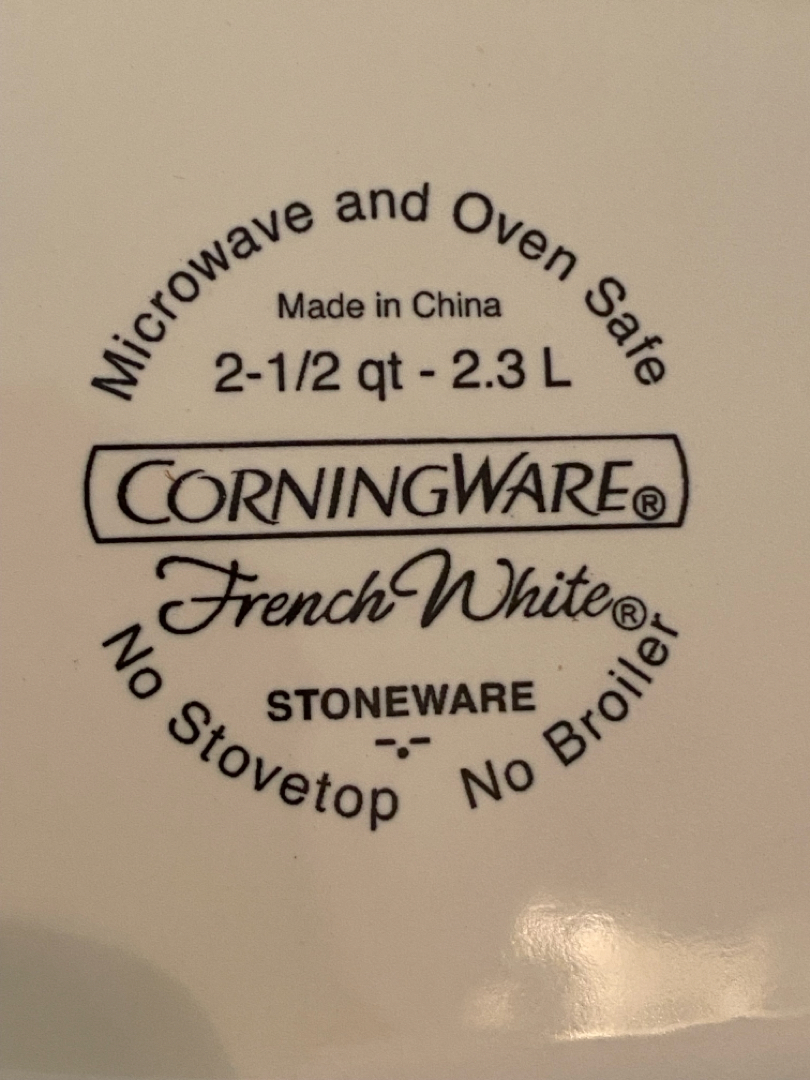 Microwave and Oven Safe
Made in China
2-1/2 qt - 2.3 L
CORNINGWARE®
French White®
STONEWARE
No Stovetop No Broiler